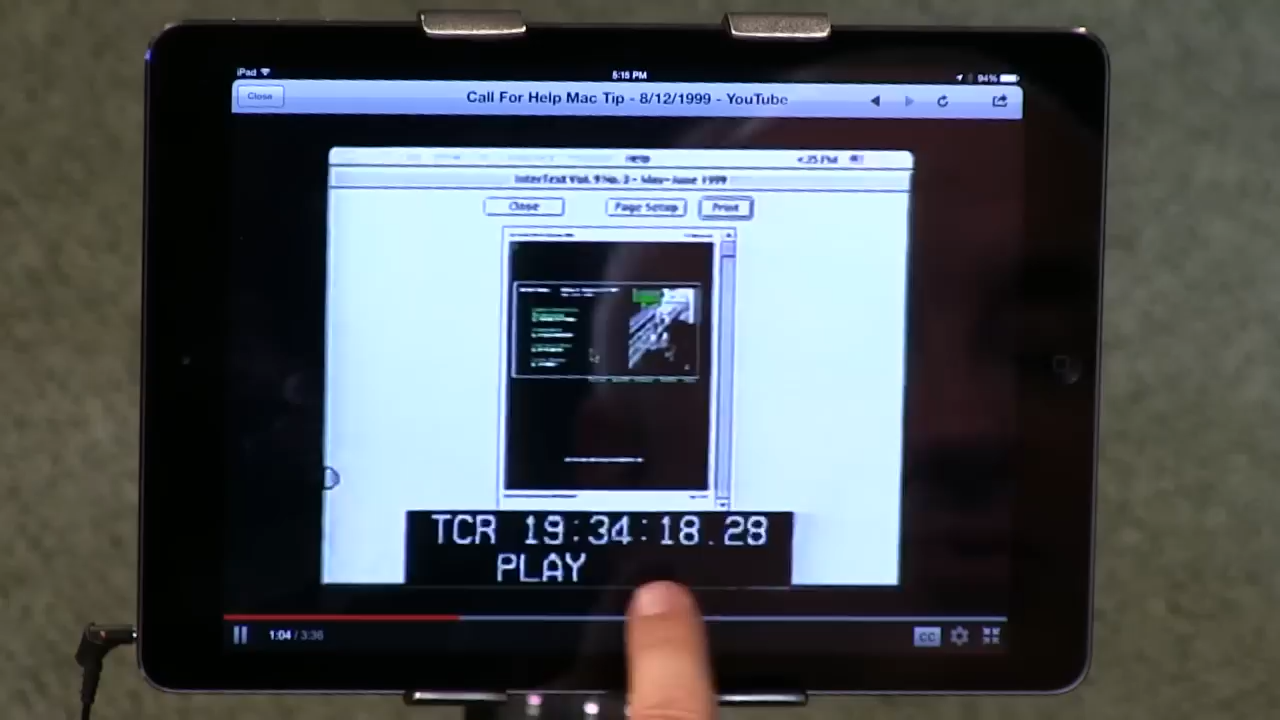 iPad
5:15 PM
94%
Close
Call For Help Mac Tip - 8/12/1999 - YouTube
Help
InterText Vol. 9 No. 3 - May-June 1999
Close
Page Setup
Print
TCR 19:34:18.28
PLAY
1:04 / 3:36
CC